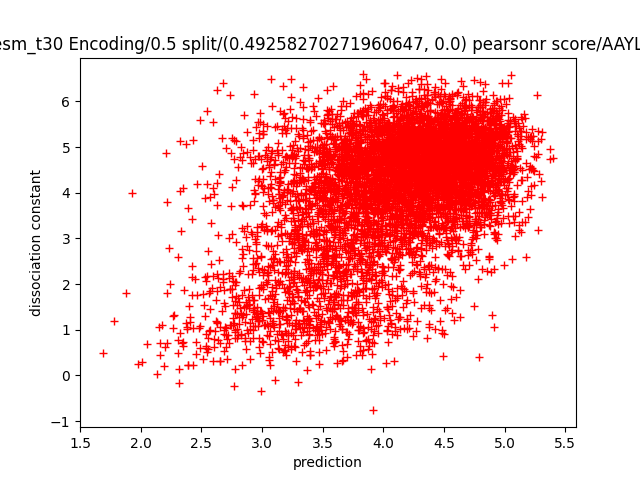 esm_t30 Encoding/0.5 split/(0.49258270271960647, 0.0) pearsonr score/AAYL
6
5
4
3
2
1
0
−1
dissociation constant
1.5 2.0 2.5 3.0 3.5 4.0 4.5 5.0 5.5
prediction